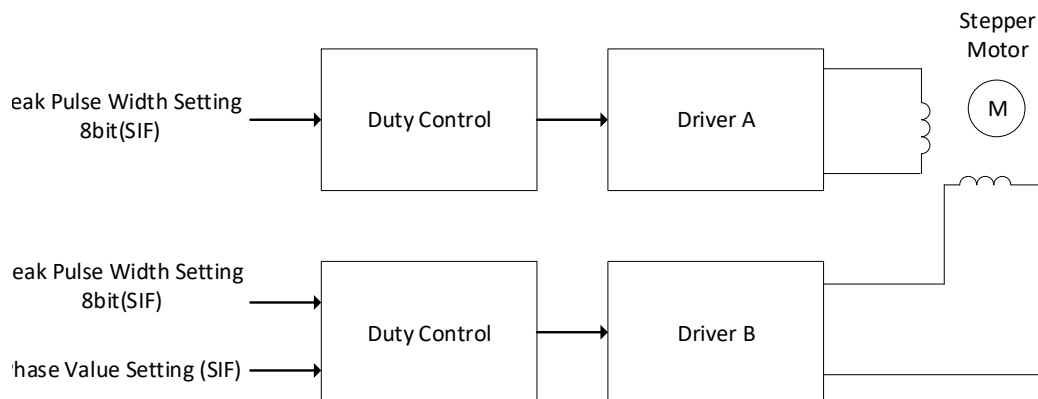 Stepper
Motor
eak Pulse Width Setting
8bit(SIF)
Duty Control
Driver A
M
eak Pulse Width Setting
8bit(SIF)
Duty Control
Driver B
hase Value Setting (SIF)